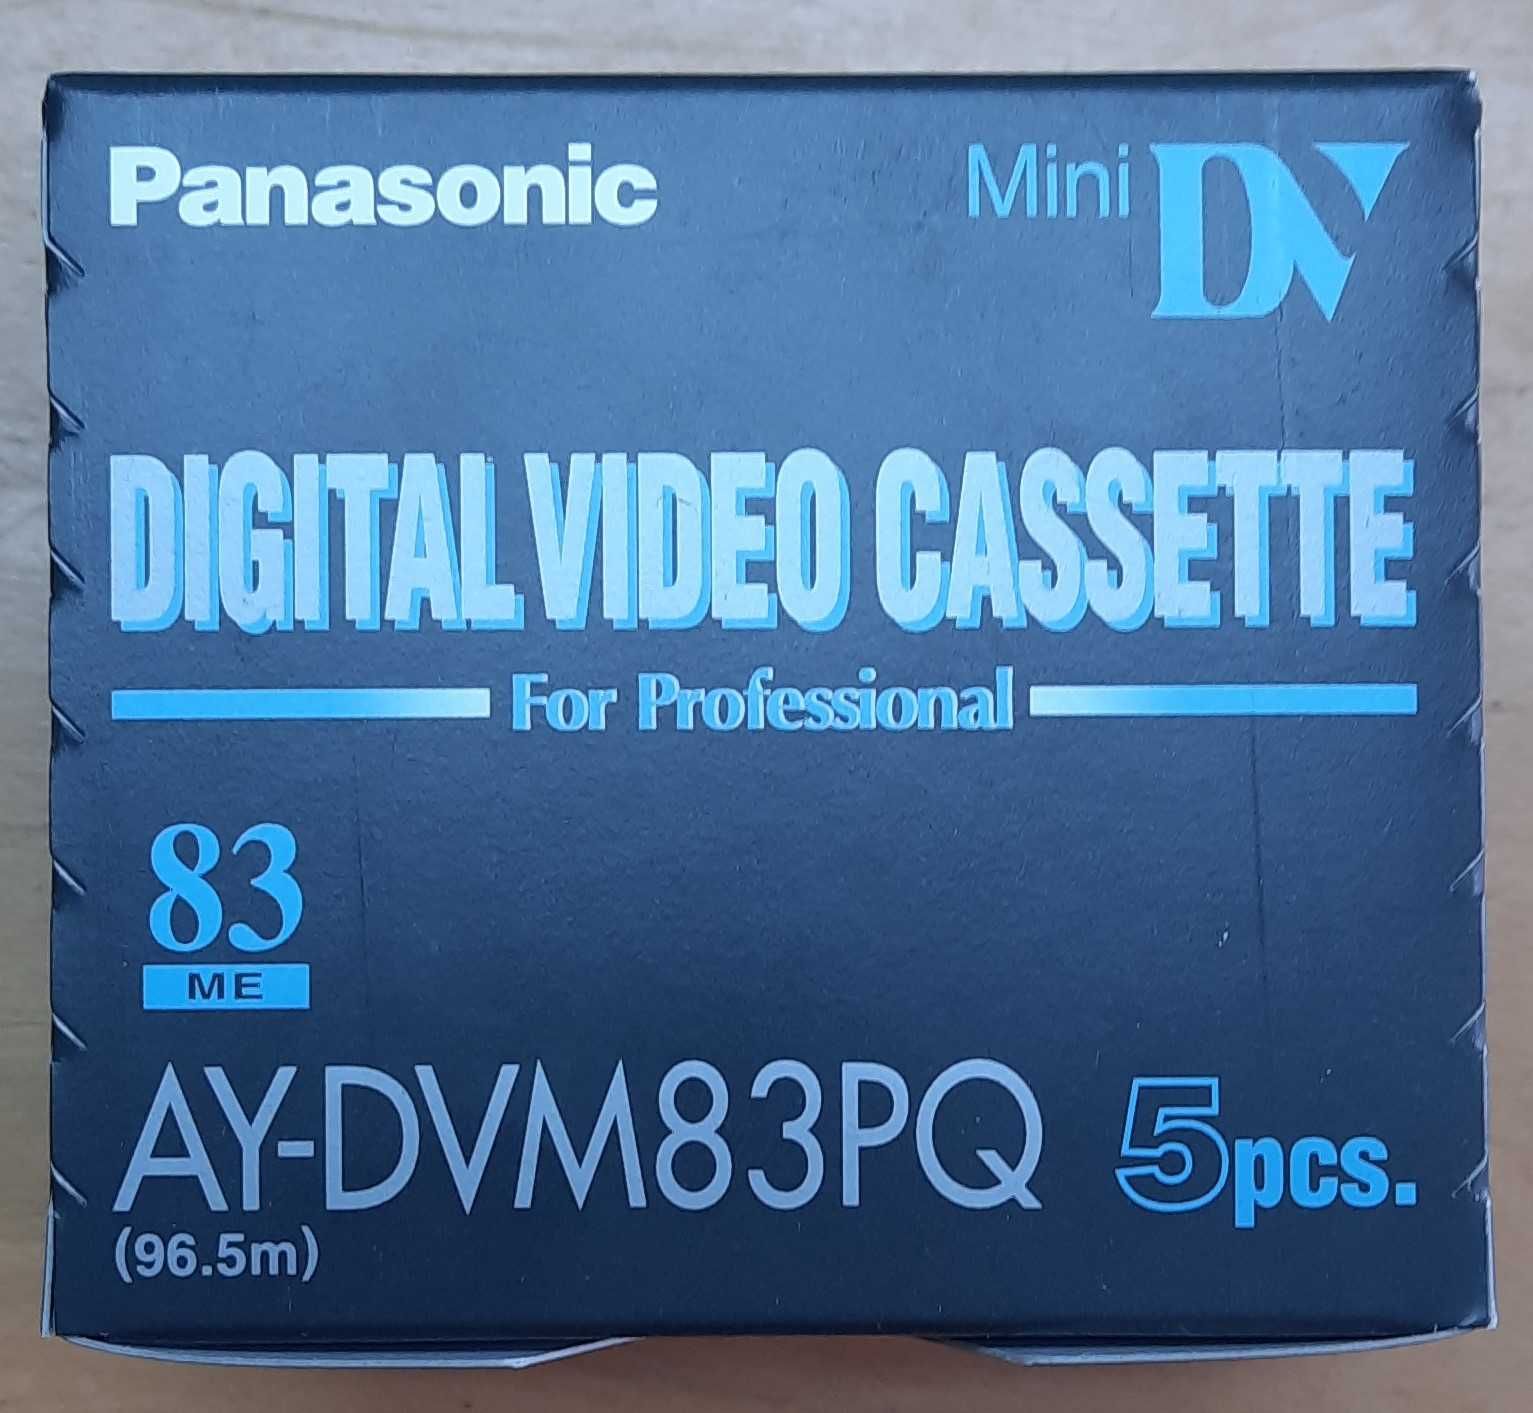 Panasonic
Mini DV
DIGITAL VIDEO CASSETTE
For Professional
83
ME
AY-DVM83PQ 5pcs.
(96.5m)